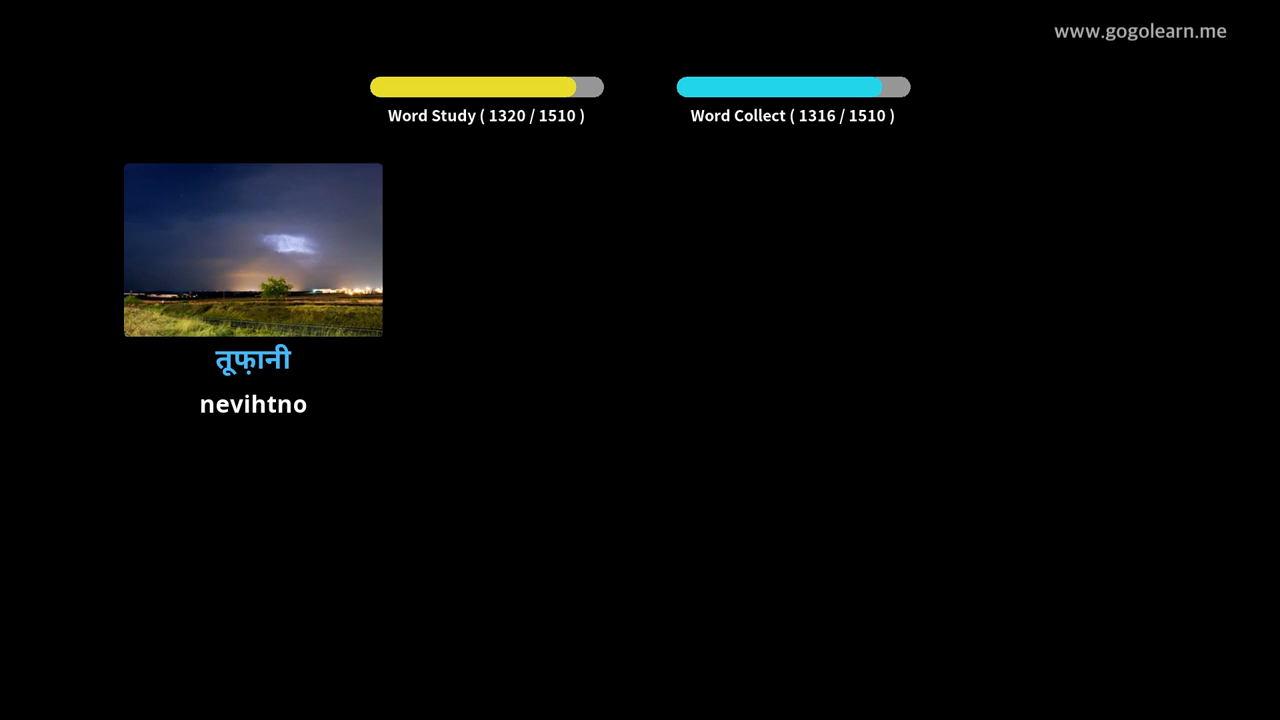 www.gogolearn.me
Word Study ( 1320 / 1510 )
Word Collect ( 1316 / 1510 )
तूफ़ानी
nevihtno